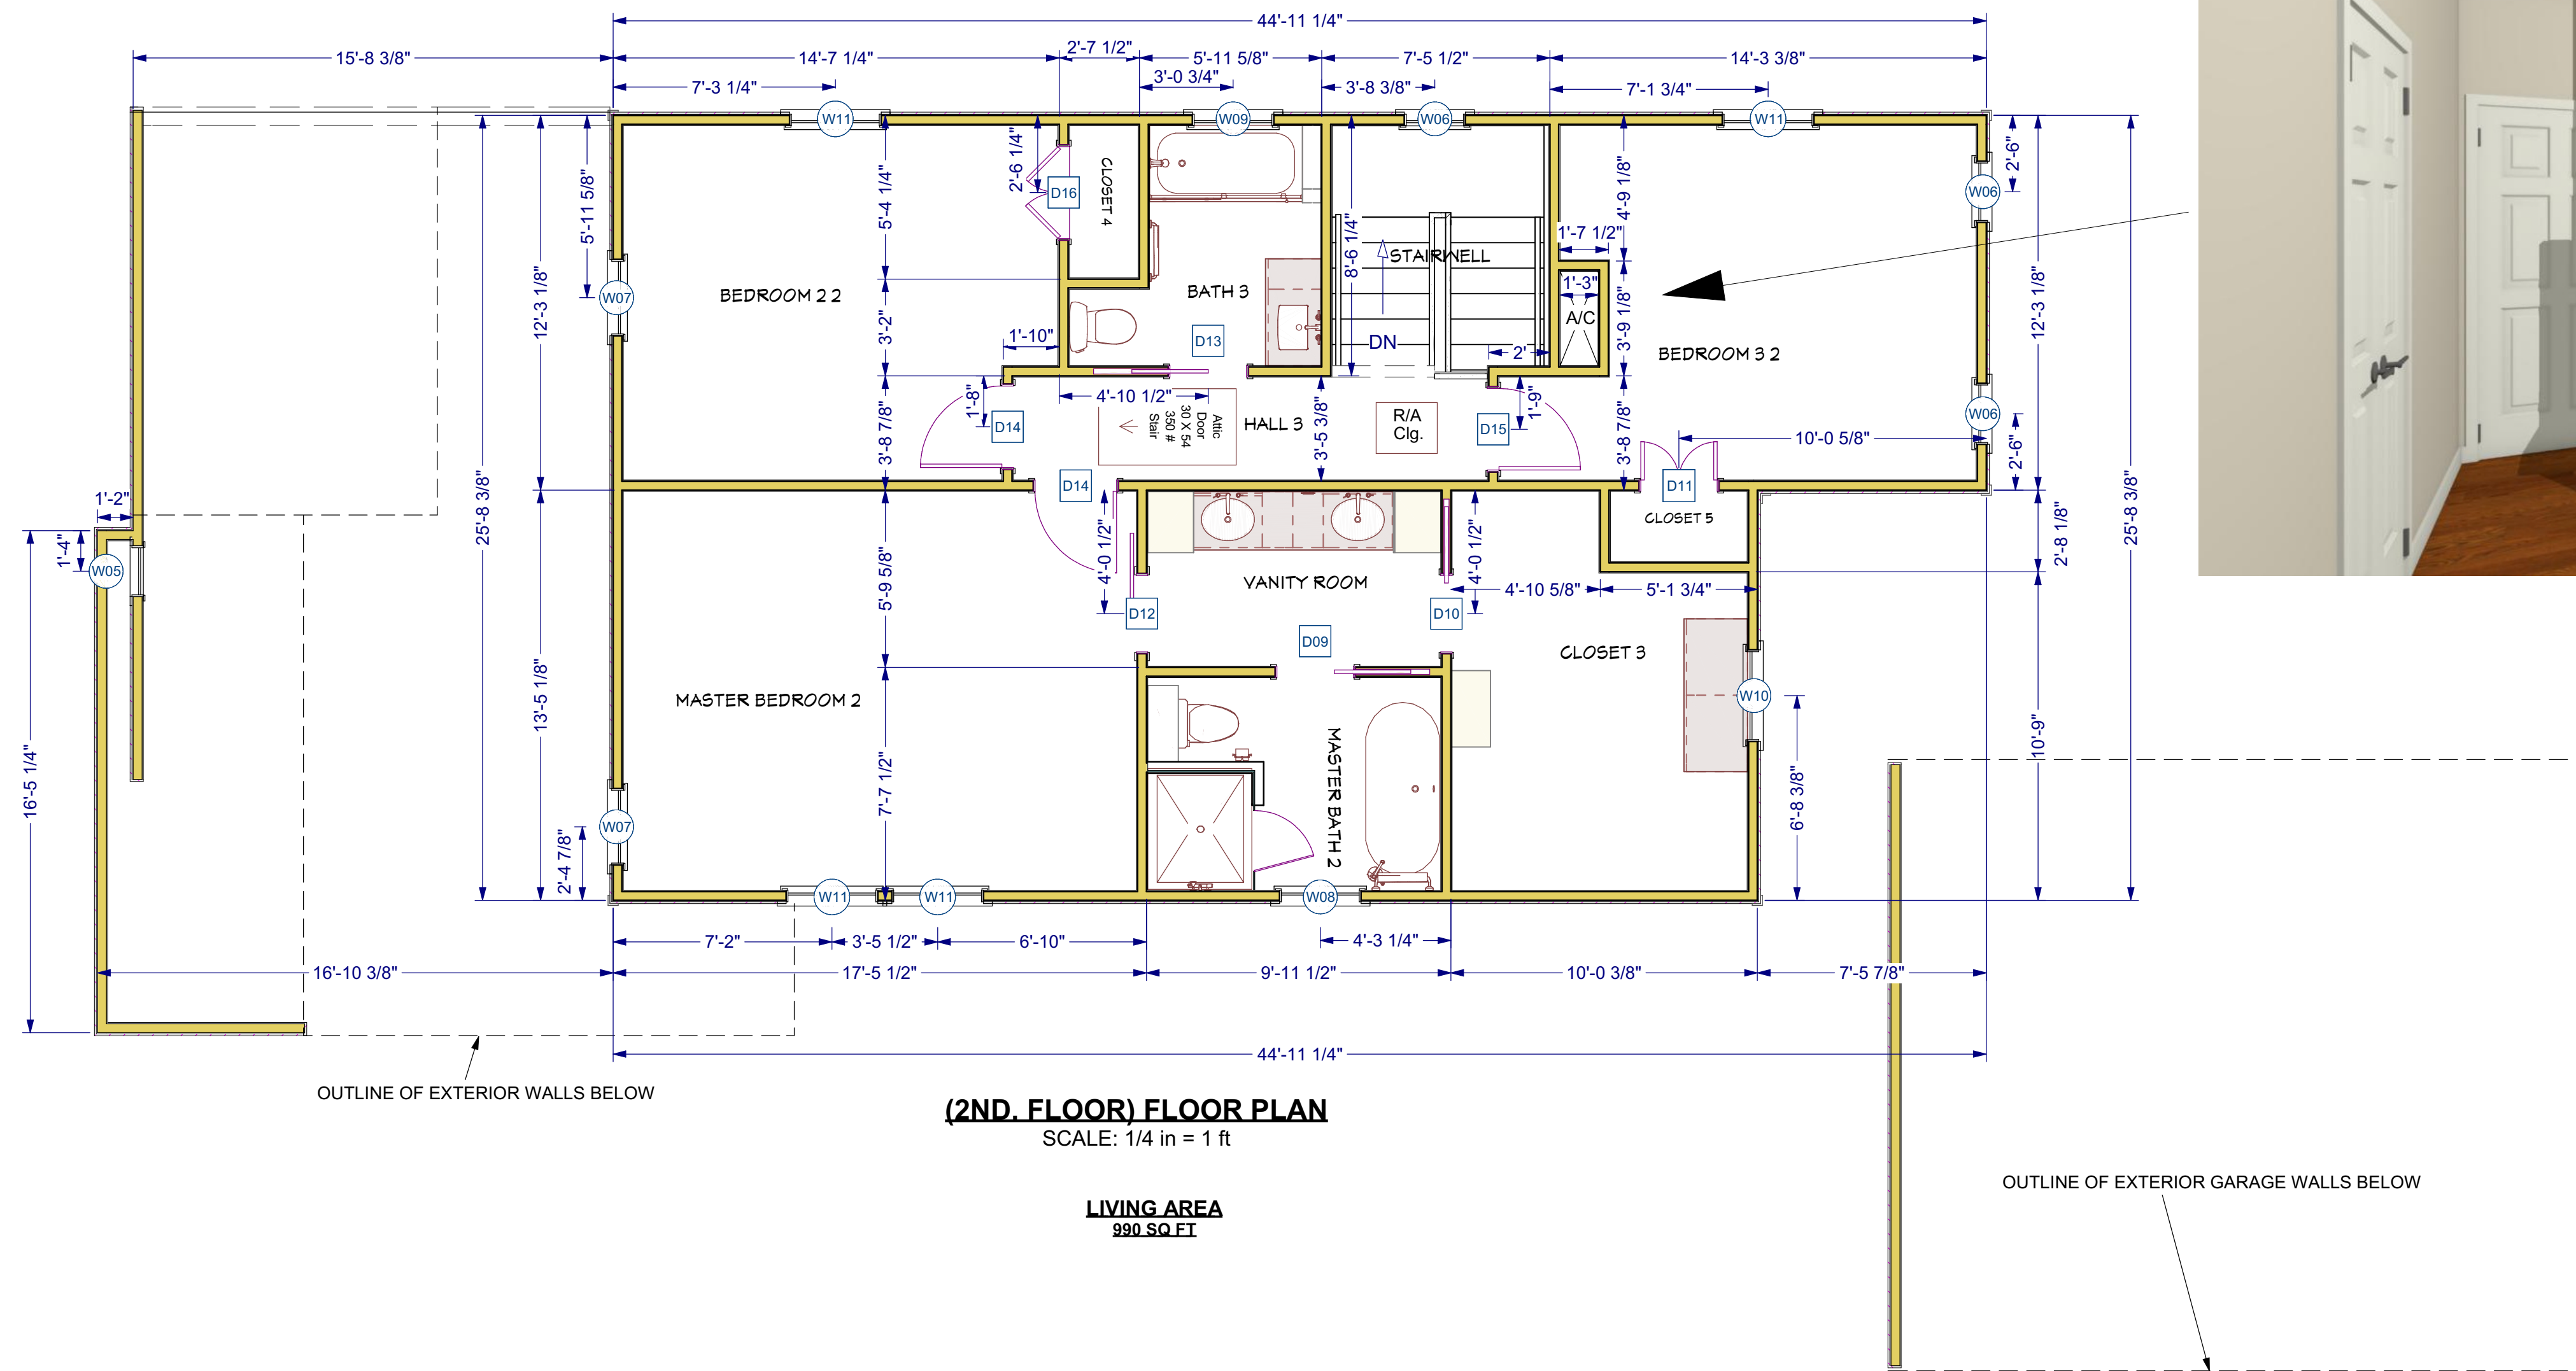 44'-11 1/4"
15'-8 3/8"
14'-7 1/4"
2'-7 1/2"
5'-11 5/8"
7'-5 1/2"
14'-3 3/8"
7'-3 1/4"
3'-0 3/4"
3'-8 3/8"
7'-1 3/4"
W11
W09
W06
W11
2'-6"
W06
5'-11 5/8"
5'-4 1/4"
2'-6 1/4"
D16
CLOSET 4
4'-9 1/8"
8'-6 1/4"
STAIRWELL
1'-7 1/2"
1'-3"
A/C
W07
BEDROOM 2 2
BATH 3
12'-3 1/8"
3'-2"
1'-10"
D13
DN
2'
3'-9 1/8"
BEDROOM 3 2
12'-3 1/8"
1'-8"
4'-10 1/2"
D14
Attic
Door
30 X 54
350 #
Stair
HALL 3
3'-5 3/8"
R/A
Clg.
D15
1'-9"
3'-8 7/8"
3'-8 7/8"
10'-0 5/8"
W06
2'-6"
D14
D11
CLOSET 5
25'-8 3/8"
25'-8 3/8"
2'-8 1/8"
1'-2"
1'-4"
W05
5'-9 5/8"
4'-0 1/2"
VANITY ROOM
4'-0 1/2"
4'-10 5/8"
5'-1 3/4"
D12
D10
D09
CLOSET 3
13'-5 1/8"
MASTER BEDROOM 2
W10
10'-9"
16'-5 1/4"
7'-7 1/2"
MASTER BATH 2
6'-8 3/8"
W07
2'-4 7/8"
W11
W11
W08
7'-2"
3'-5 1/2"
6'-10"
4'-3 1/4"
16'-10 3/8"
17'-5 1/2"
9'-11 1/2"
10'-0 3/8"
7'-5 7/8"
44'-11 1/4"
OUTLINE OF EXTERIOR WALLS BELOW
(2ND. FLOOR) FLOOR PLAN
SCALE: 1/4 in = 1 ft
OUTLINE OF EXTERIOR GARAGE WALLS BELOW
LIVING AREA
990 SQ FT